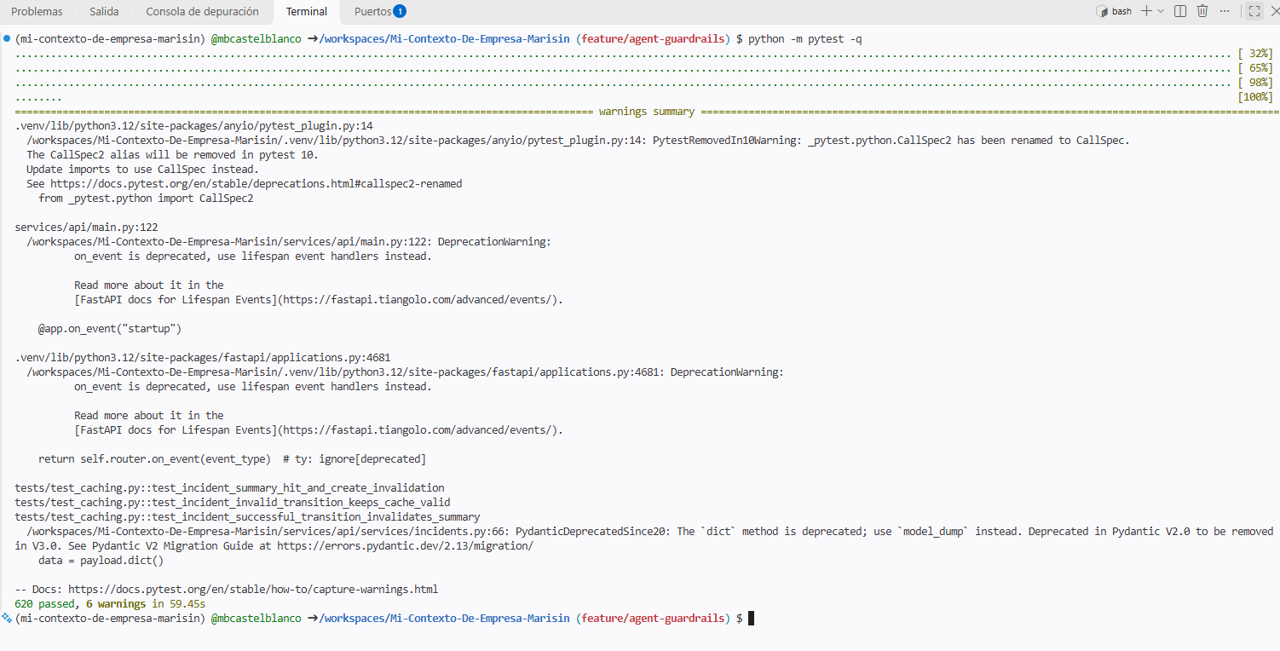 Problemas Salida Consola de depuración Terminal Puertos 1 bash
(mi-contexto-de-empresa-marisin) @mbcastelblanco →/workspaces/Mi-Contexto-De-Empresa-Marisin (feature/agent-guardrails) $ python -m pytest -q
[ 32%]
[ 65%]
[ 98%]
........ [100%]
warnings summary
.venv/lib/python3.12/site-packages/anyio/pytest_plugin.py:14
/workspaces/Mi-Contexto-De-Empresa-Marisin/.venv/lib/python3.12/site-packages/anyio/pytest_plugin.py:14: PytestRemovedIn10Warning: _pytest.python.CallSpec2 has been renamed to CallSpec.
The CallSpec2 alias will be removed in pytest 10.
Update imports to use CallSpec instead.
See https://docs.pytest.org/en/stable/deprecations.html#callspec2-renamed
from _pytest.python import CallSpec2
services/api/main.py:122
/workspaces/Mi-Contexto-De-Empresa-Marisin/services/api/main.py:122: DeprecationWarning:
on_event is deprecated, use lifespan event handlers instead.
Read more about it in the
[FastAPI docs for Lifespan Events](https://fastapi.tiangolo.com/advanced/events/).
@app.on_event("startup")
.venv/lib/python3.12/site-packages/fastapi/applications.py:4681
/workspaces/Mi-Contexto-De-Empresa-Marisin/.venv/lib/python3.12/site-packages/fastapi/applications.py:4681: DeprecationWarning:
on_event is deprecated, use lifespan event handlers instead.
Read more about it in the
[FastAPI docs for Lifespan Events](https://fastapi.tiangolo.com/advanced/events/).
return self.router.on_event(event_type)  # ty: ignore[deprecated]
tests/test_caching.py::test_incident_summary_hit_and_create_invalidation
tests/test_caching.py::test_incident_invalid_transition_keeps_cache_valid
tests/test_caching.py::test_incident_successful_transition_invalidates_summary
/workspaces/Mi-Contexto-De-Empresa-Marisin/services/api/services/incidents.py:66: PydanticDeprecatedSince20: The `dict` method is deprecated; use `model_dump` instead. Deprecated in Pydantic V2.0 to be removed
in V3.0. See Pydantic V2 Migration Guide at https://errors.pydantic.dev/2.13/migration/
data = payload.dict()
-- Docs: https://docs.pytest.org/en/stable/how-to/capture-warnings.html
620 passed, 6 warnings in 59.45s
(mi-contexto-de-empresa-marisin) @mbcastelblanco →/workspaces/Mi-Contexto-De-Empresa-Marisin (feature/agent-guardrails) $